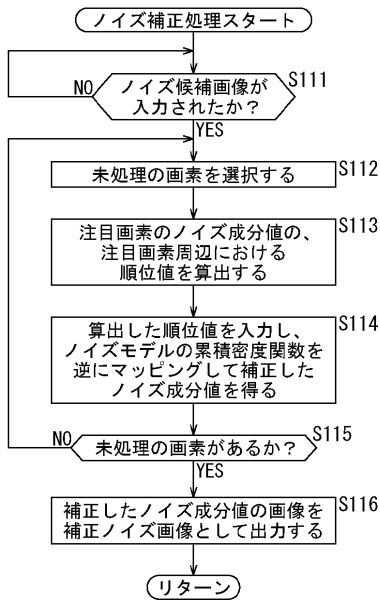 ノイズ補正処理スタート
ノイズ候補画像が
入力されたか？
S111
NO
YES
未処理の画素を選択する
S112
注目画素のノイズ成分値の、
注目画素周辺における
順位値を算出する
S113
算出した順位値を入力し、
ノイズモデルの累積密度関数を
逆にマッピングして補正した
ノイズ成分値を得る
S114
未処理の画素があるか？
S115
NO
YES
補正したノイズ成分値の画像を
補正ノイズ画像として出力する
S116
リターン